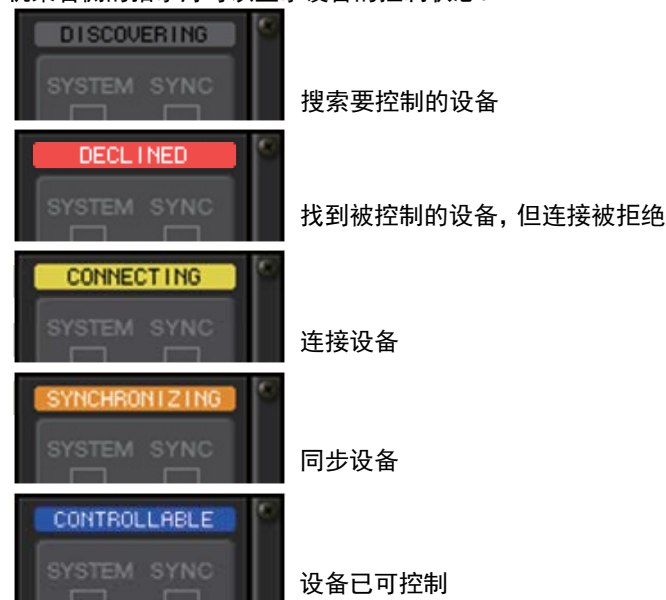 DISCOVERING
SYSTEM SYNC
搜索要控制的设备
DECLINED
SYSTEM SYNC
找到被控制的设备，但连接被拒绝
CONNECTING
SYSTEM SYNC
连接设备
SYNCHRONIZING
SYSTEM SYNC
同步设备
CONTROLLABLE
SYSTEM SYNC
设备已可控制